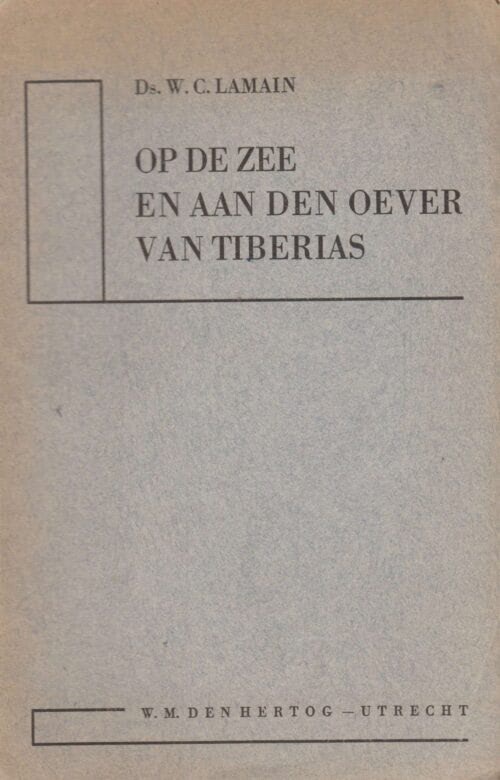 Ds. W. C. LAMAIN
OP DE ZEE
EN AAN DEN OEVER
VAN TIBERIAS
W. M. DEN HERTOG – UTRECHT